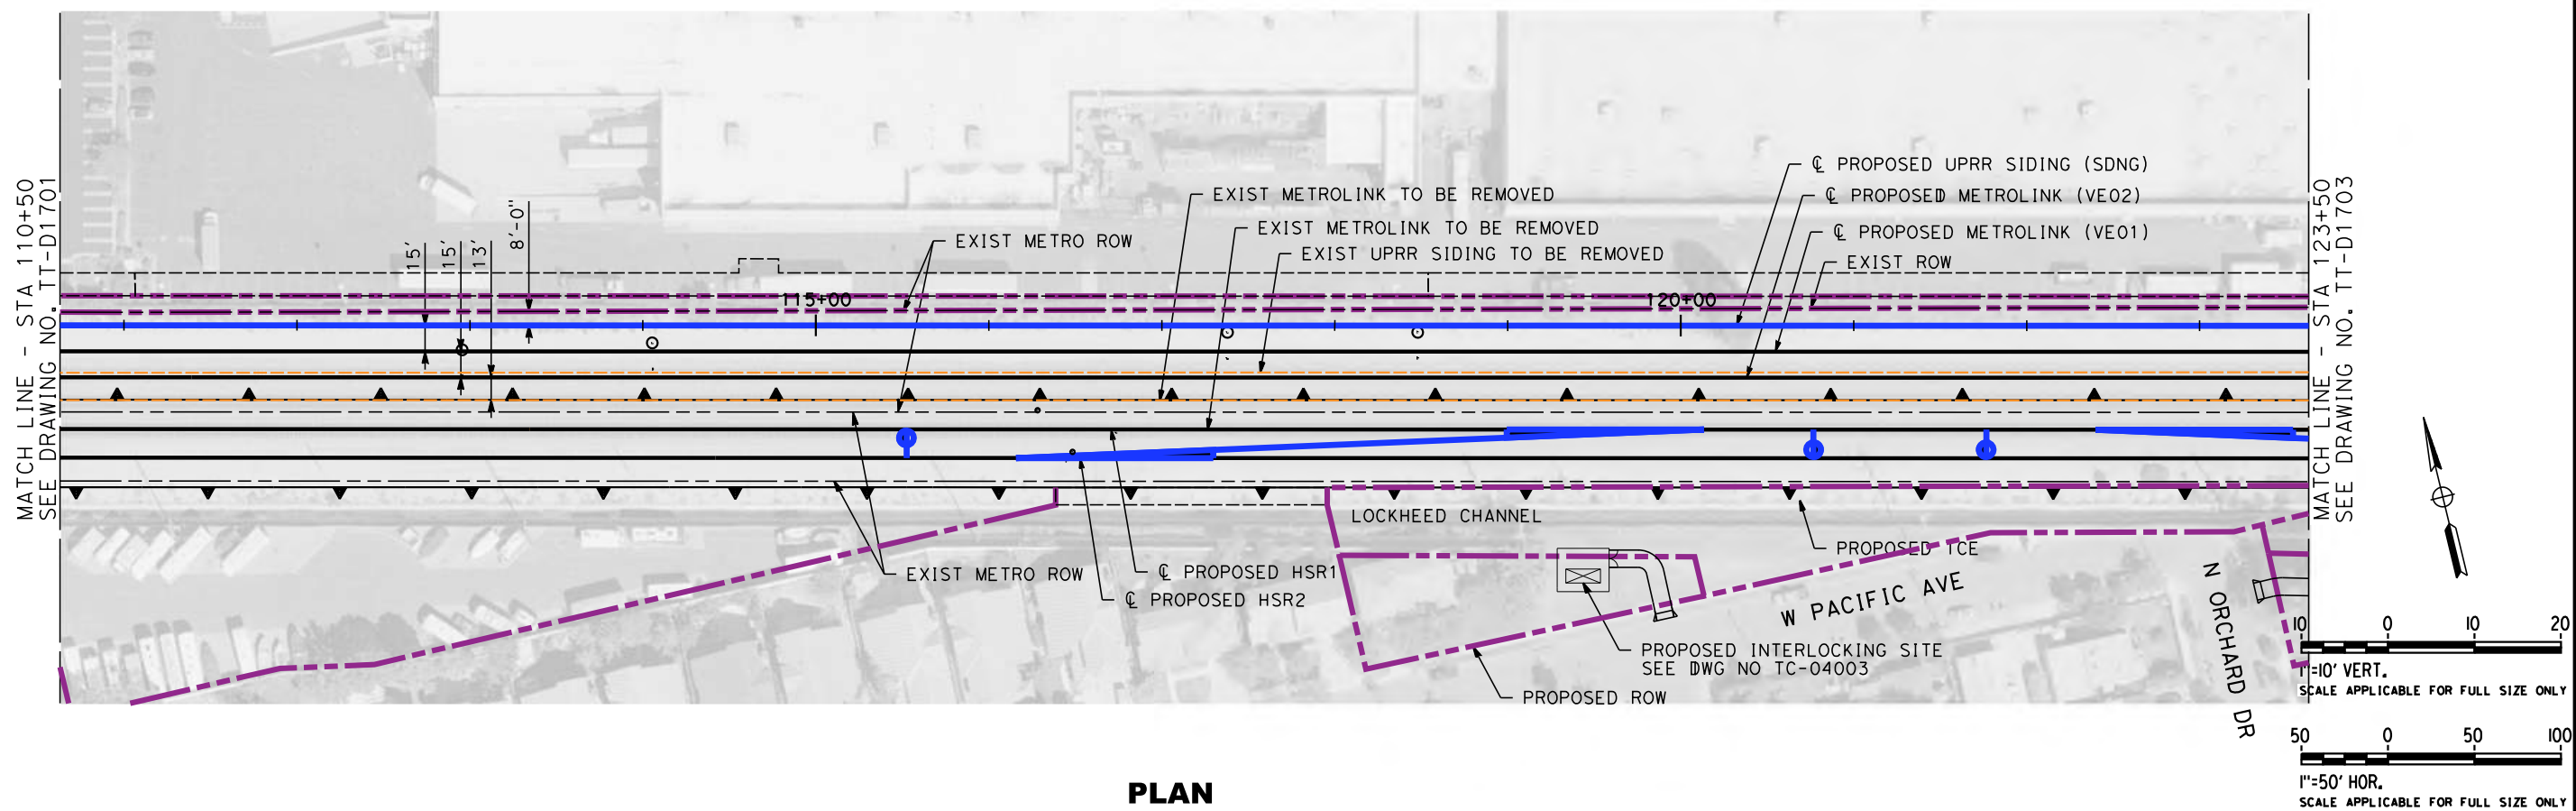 MATCH LINE - STA 110+50
SEE DRAWING NO. TT-D1701
15'
15'
13'
8'-0"
EXIST METRO ROW
EXIST METROLINK TO BE REMOVED
EXIST METROLINK TO BE REMOVED
EXIST UPRR SIDING TO BE REMOVED
℄ PROPOSED UPRR SIDING (SDNG)
℄ PROPOSED METROLINK (VE02)
℄ PROPOSED METROLINK (VE01)
EXIST ROW
115+00
120+00
MATCH LINE - STA 123+50
SEE DRAWING NO. TT-D1703
LOCKHEED CHANNEL
PROPOSED TCE
EXIST METRO ROW
℄ PROPOSED HSR1
℄ PROPOSED HSR2
W PACIFIC AVE
N ORCHARD DR
PROPOSED INTERLOCKING SITE
SEE DWG NO TC-04003
PROPOSED ROW
10 0 10 20
1"=10' VERT.
SCALE APPLICABLE FOR FULL SIZE ONLY
50 0 50 100
1"=50' HOR.
SCALE APPLICABLE FOR FULL SIZE ONLY
PLAN